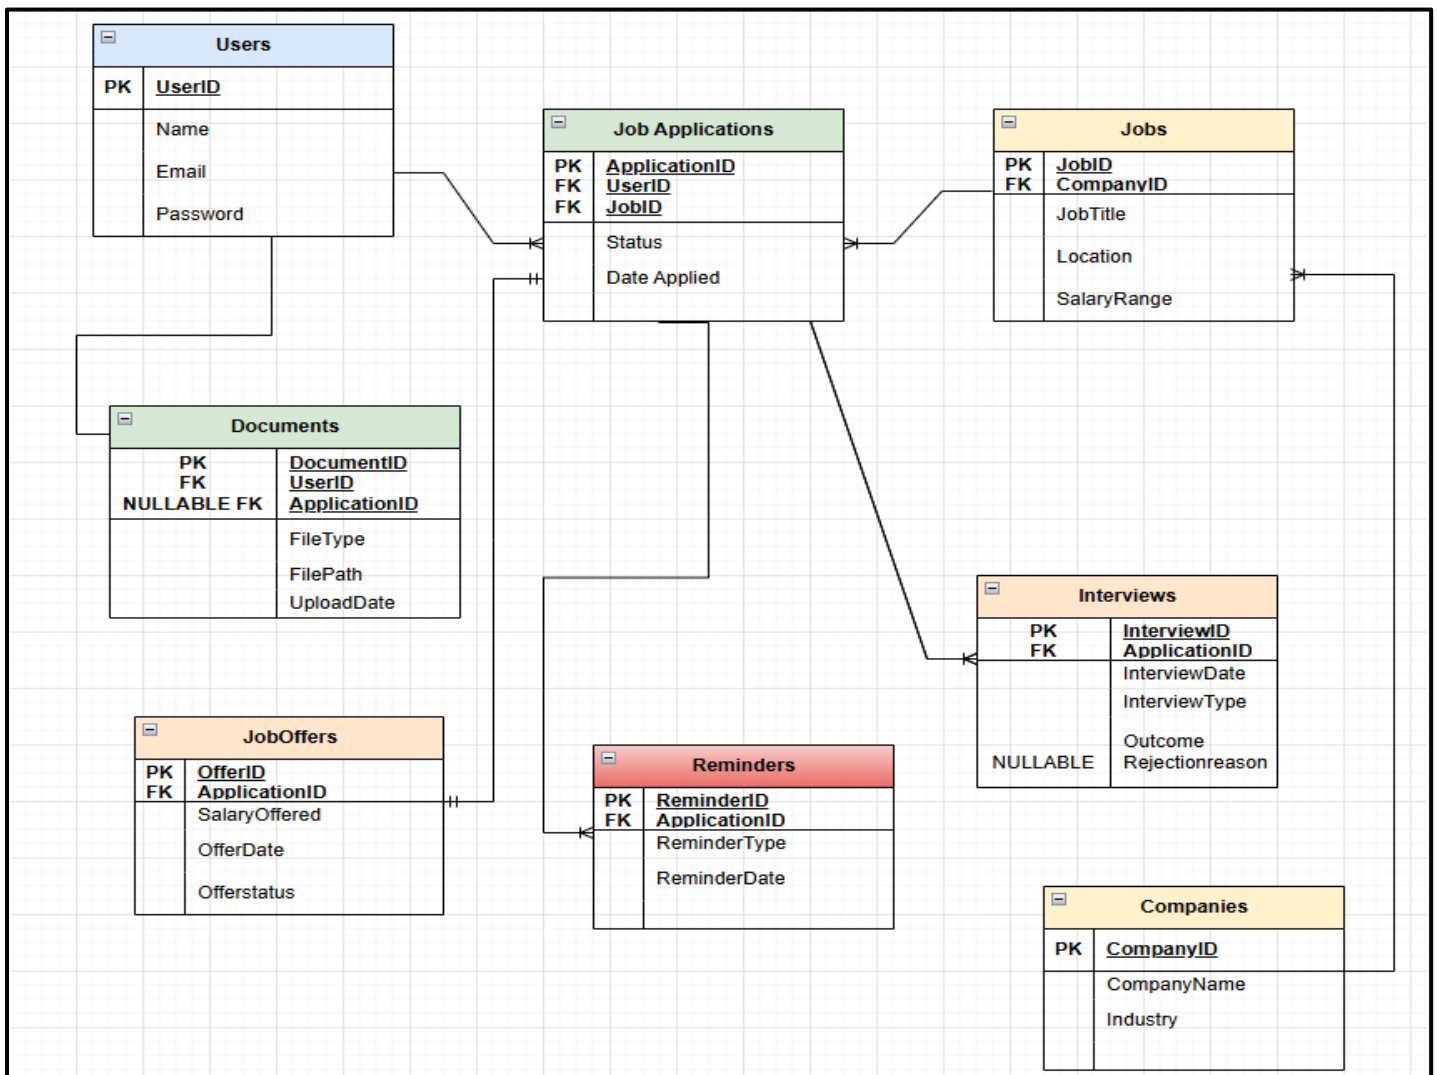 Users
PK UserID
Name
Email
Password
Job Applications
PK ApplicationID
FK UserID
FK JobID
Status
Date Applied
Jobs
PK JobID
FK CompanyID
JobTitle
Location
SalaryRange
Documents
PK DocumentID
FK UserID
NULLABLE FK ApplicationID
FileType
FilePath
UploadDate
Interviews
PK InterviewID
FK ApplicationID
InterviewDate
InterviewType
Outcome
NULLABLE Rejectionreason
JobOffers
PK OfferID
FK ApplicationID
SalaryOffered
OfferDate
Offerstatus
Reminders
PK ReminderID
FK ApplicationID
ReminderType
ReminderDate
Companies
PK CompanyID
CompanyName
Industry